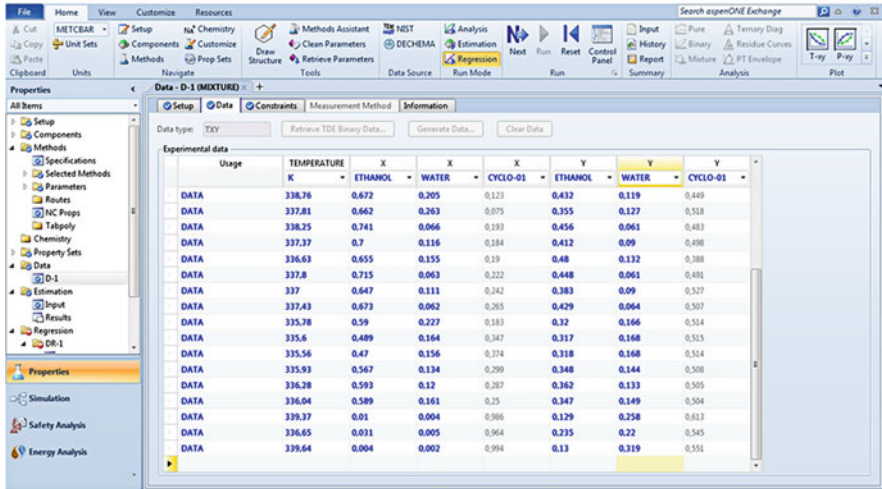 File Home View Customize Resources Search aspenONE Exchange
Cut METCBAR Setup Chemistry Methods Assistant NIST Analysis Input Pure Ternary Diag
Copy Unit Sets Components Customize Clean Parameters DECHEMA Estimation History Binary Residue Curves
Paste Methods Prop Sets Draw Structure Retrieve Parameters Regression Next Run Reset Control Panel Report Mixture PT Envelope T-xy P-xy
Clipboard Units Navigate Tools Data Source Run Mode Run Summary Analysis Plot
Properties
All Items
Setup
Components
Methods
Specifications
Selected Methods
Parameters
Routes
NC Props
Tabpoly
Chemistry
Property Sets
Data
D-1
Estimation
Input
Results
Regression
DR-1
Properties
Simulation
Safety Analysis
Energy Analysis
Data - D-1 (MIXTURE)
Setup Data Constraints Measurement Method Information
Data type: TXY Retrieve TDE Binary Data... Generate Data... Clear Data
Experimental data
Usage TEMPERATURE X X X Y Y Y
K ETHANOL WATER CYCLO-01 ETHANOL WATER CYCLO-01
DATA 338,76 0,672 0,205 0,123 0,432 0,119 0,449
DATA 337,81 0,662 0,263 0,075 0,355 0,127 0,518
DATA 338,25 0,741 0,066 0,193 0,456 0,061 0,483
DATA 337,37 0,7 0,116 0,184 0,412 0,09 0,498
DATA 336,63 0,655 0,155 0,19 0,48 0,132 0,388
DATA 337,8 0,715 0,063 0,222 0,448 0,061 0,491
DATA 337 0,647 0,111 0,242 0,383 0,09 0,527
DATA 337,43 0,673 0,062 0,265 0,429 0,064 0,507
DATA 335,78 0,59 0,227 0,183 0,32 0,166 0,514
DATA 335,6 0,489 0,164 0,347 0,317 0,168 0,515
DATA 335,56 0,47 0,156 0,374 0,318 0,168 0,514
DATA 335,93 0,567 0,134 0,299 0,348 0,144 0,508
DATA 336,28 0,593 0,12 0,287 0,362 0,133 0,505
DATA 336,04 0,589 0,161 0,25 0,347 0,149 0,504
DATA 339,37 0,01 0,004 0,986 0,129 0,258 0,613
DATA 336,65 0,031 0,005 0,964 0,235 0,22 0,545
DATA 339,64 0,004 0,002 0,994 0,13 0,319 0,551